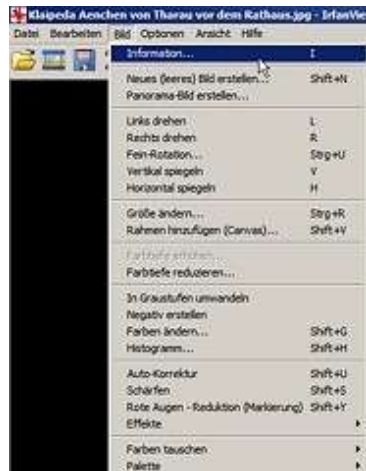 Klaipeda Aenchen von Tharau vor dem Rathaus.jpg - IrfanVie
Datei Bearbeiten Bild Optionen Ansicht Hilfe
Information... I
Neues (leeres) Bild erstellen... Shift+N
Panorama-Bild erstellen...
Links drehen L
Rechts drehen R
Fein-Rotation... Strg+U
Vertikal spiegeln V
Horizontal spiegeln H
Größe ändern... Strg+R
Rahmen hinzufügen (Canvas)... Shift+V
Farbtiefe erhöhen...
Farbtiefe reduzieren...
In Graustufen umwandeln
Negativ erstellen
Farben ändern... Shift+G
Histogramm... Shift+H
Auto-Korrektur Shift+U
Schärfen Shift+S
Rote Augen - Reduktion (Markierung) Shift+Y
Effekte
Farben tauschen
Palette